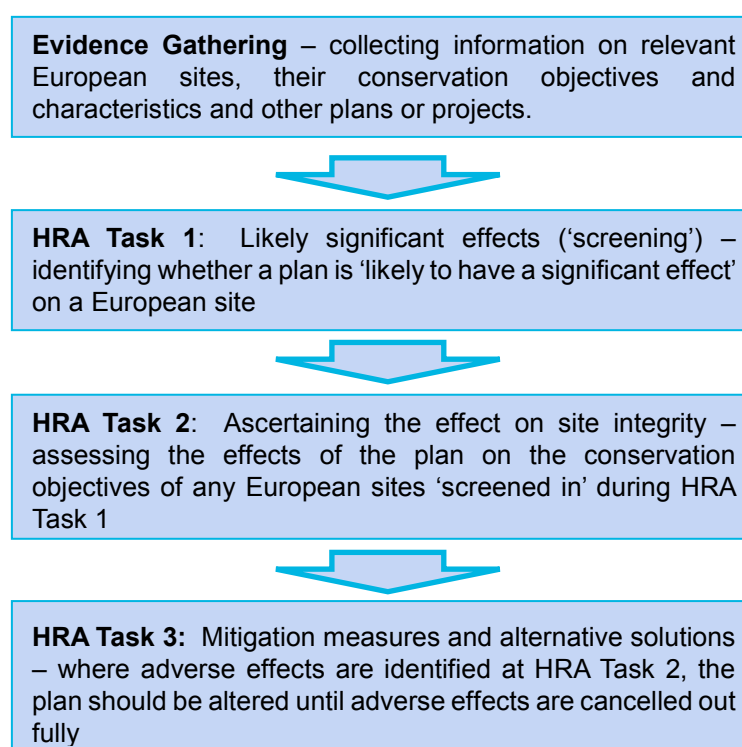 Evidence Gathering – collecting information on relevant
European sites, their conservation objectives and
characteristics and other plans or projects.
HRA Task 1:  Likely significant effects (‘screening’) –
identifying whether a plan is ‘likely to have a significant effect’
on a European site
HRA Task 2:  Ascertaining the effect on site integrity –
assessing the effects of the plan on the conservation
objectives of any European sites ‘screened in’ during HRA
Task 1
HRA Task 3:  Mitigation measures and alternative solutions
– where adverse effects are identified at HRA Task 2, the
plan should be altered until adverse effects are cancelled out
fully